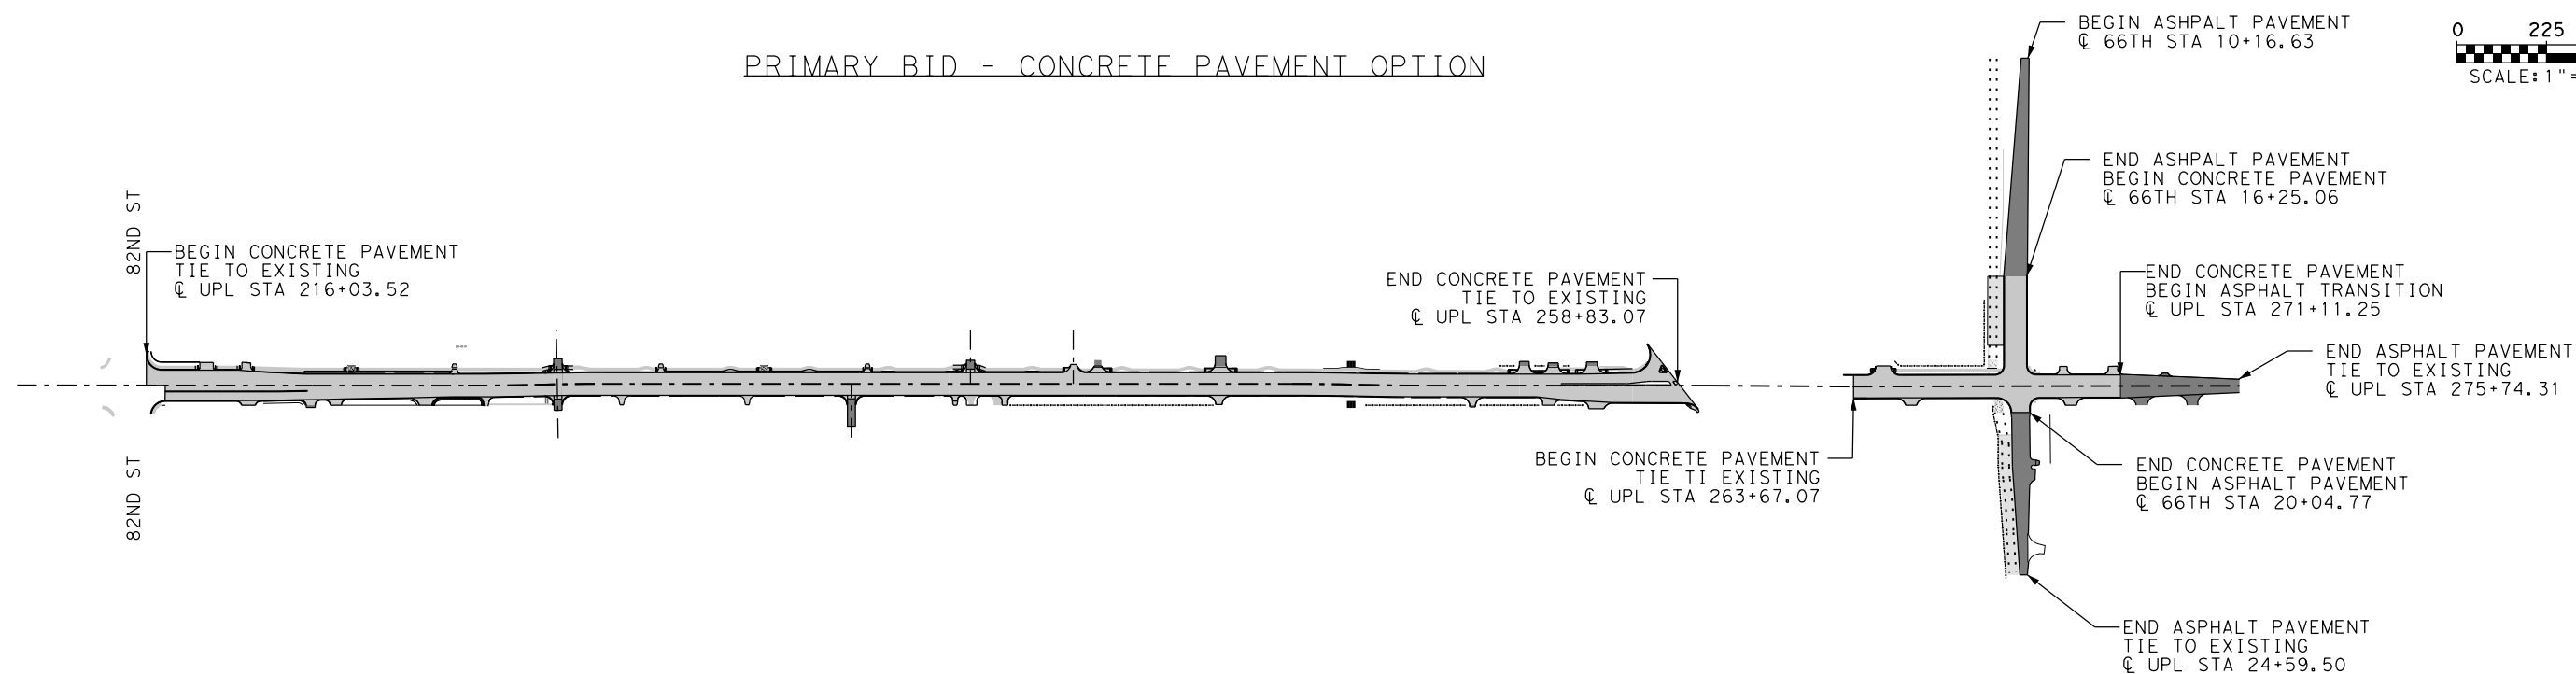 PRIMARY BID - CONCRETE PAVEMENT OPTION
BEGIN ASHPALT PAVEMENT
℄ 66TH STA 10+16.63
0 225
SCALE: 1"=
END ASHPALT PAVEMENT
BEGIN CONCRETE PAVEMENT
℄ 66TH STA 16+25.06
82ND ST
BEGIN CONCRETE PAVEMENT
TIE TO EXISTING
℄ UPL STA 216+03.52
END CONCRETE PAVEMENT
TIE TO EXISTING
℄ UPL STA 258+83.07
END CONCRETE PAVEMENT
BEGIN ASPHALT TRANSITION
℄ UPL STA 271+11.25
END ASPHALT PAVEMENT
TIE TO EXISTING
℄ UPL STA 275+74.31
82ND ST
BEGIN CONCRETE PAVEMENT
TIE TI EXISTING
℄ UPL STA 263+67.07
END CONCRETE PAVEMENT
BEGIN ASPHALT PAVEMENT
℄ 66TH STA 20+04.77
END ASPHALT PAVEMENT
TIE TO EXISTING
℄ UPL STA 24+59.50